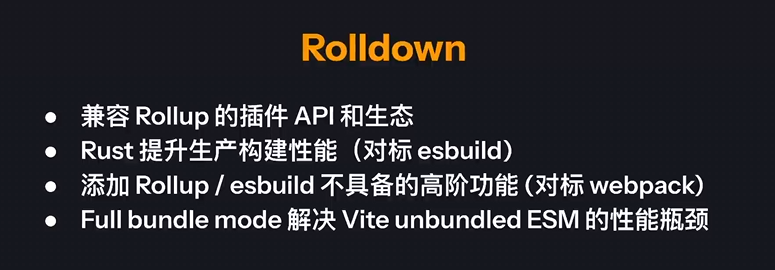 Rolldown
● 兼容 Rollup 的插件 API 和生态
● Rust 提升生产构建性能（对标 esbuild）
● 添加 Rollup / esbuild 不具备的高阶功能 (对标 webpack)
● Full bundle mode 解决 Vite unbundled ESM 的性能瓶颈